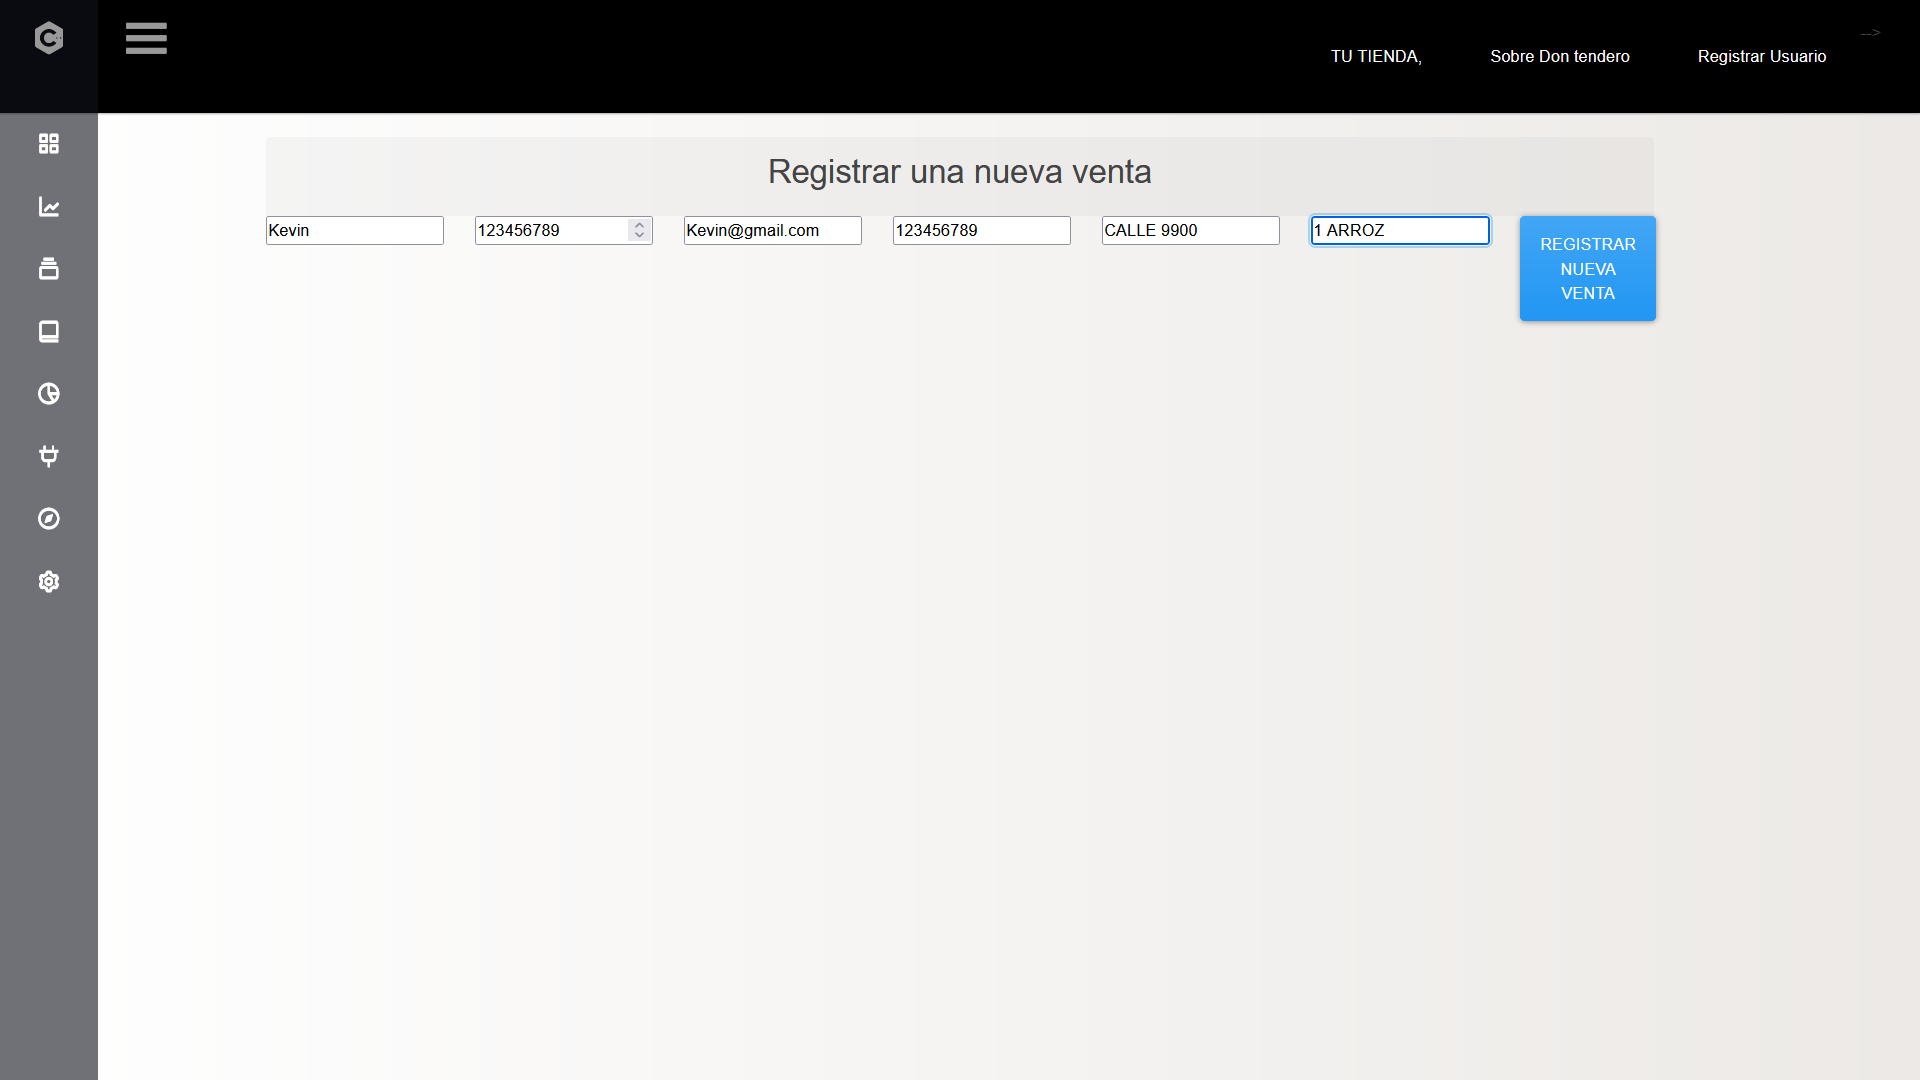 C
-->
TU TIENDA,
Sobre Don tendero
Registrar Usuario
Registrar una nueva venta
Kevin
123456789
Kevin@gmail.com
123456789
CALLE 9900
1 ARROZ
REGISTRAR
NUEVA
VENTA